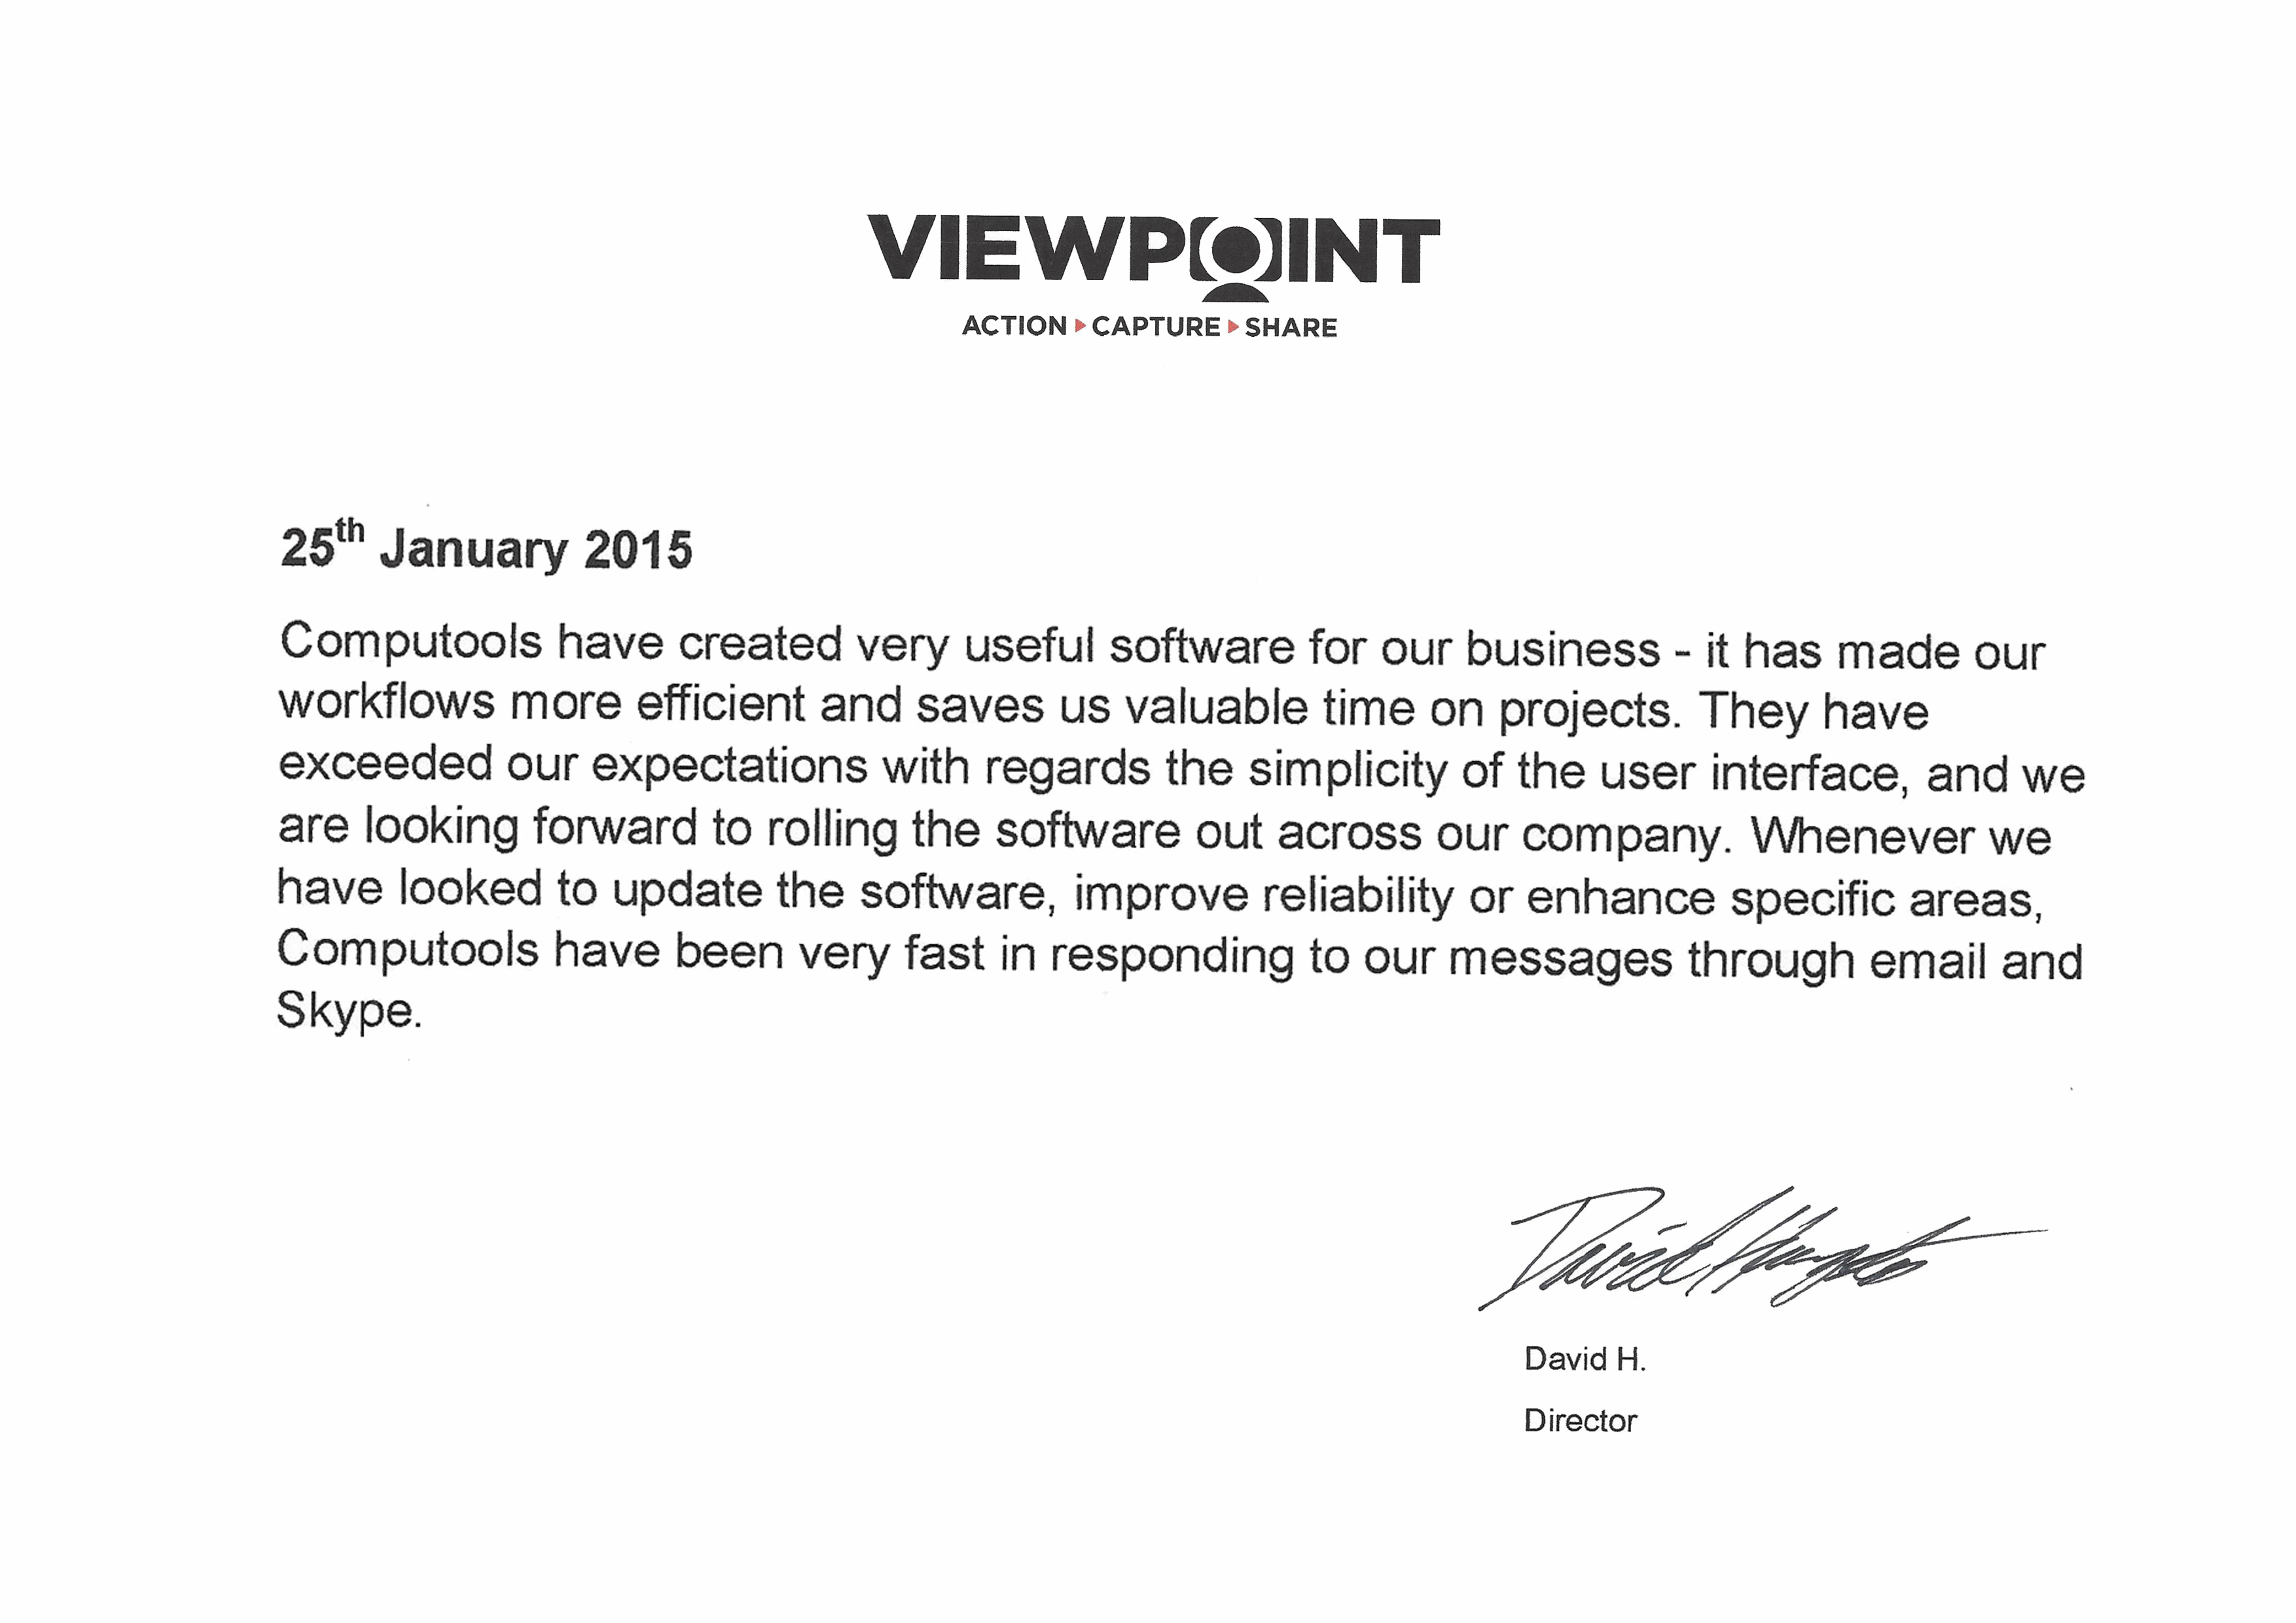 VIEWPOINT
ACTION ▸ CAPTURE ▸ SHARE
25th January 2015
Computools have created very useful software for our business - it has made our
workflows more efficient and saves us valuable time on projects. They have
exceeded our expectations with regards the simplicity of the user interface, and we
are looking forward to rolling the software out across our company. Whenever we
have looked to update the software, improve reliability or enhance specific areas,
Computools have been very fast in responding to our messages through email and
Skype.
David
David H.
Director